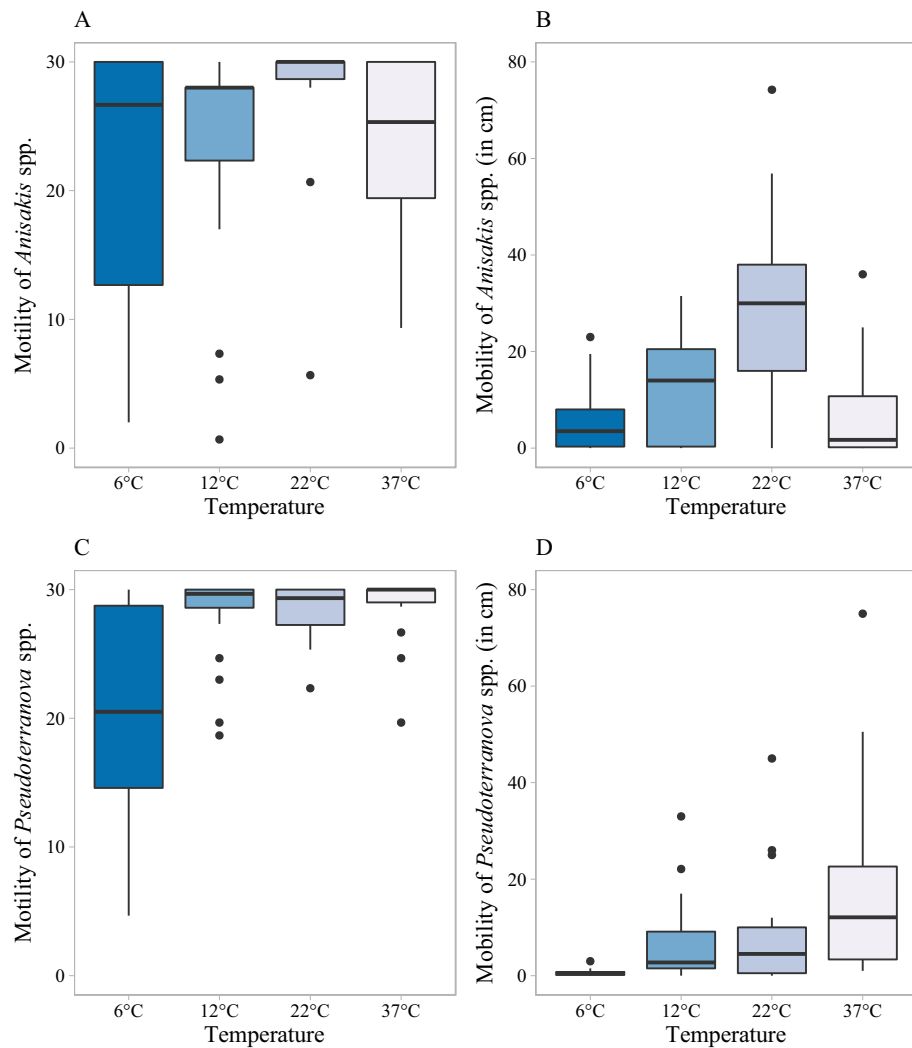 A
Motility of Anisakis spp.
30
20
10
0
6°C 12°C 22°C 37°C
Temperature
B
Mobility of Anisakis spp. (in cm)
80
60
40
20
0
6°C 12°C 22°C 37°C
Temperature
C
Motility of Pseudoterranova spp.
30
20
10
0
6°C 12°C 22°C 37°C
Temperature
D
Mobility of Pseudoterranova spp. (in cm)
80
60
40
20
0
6°C 12°C 22°C 37°C
Temperature